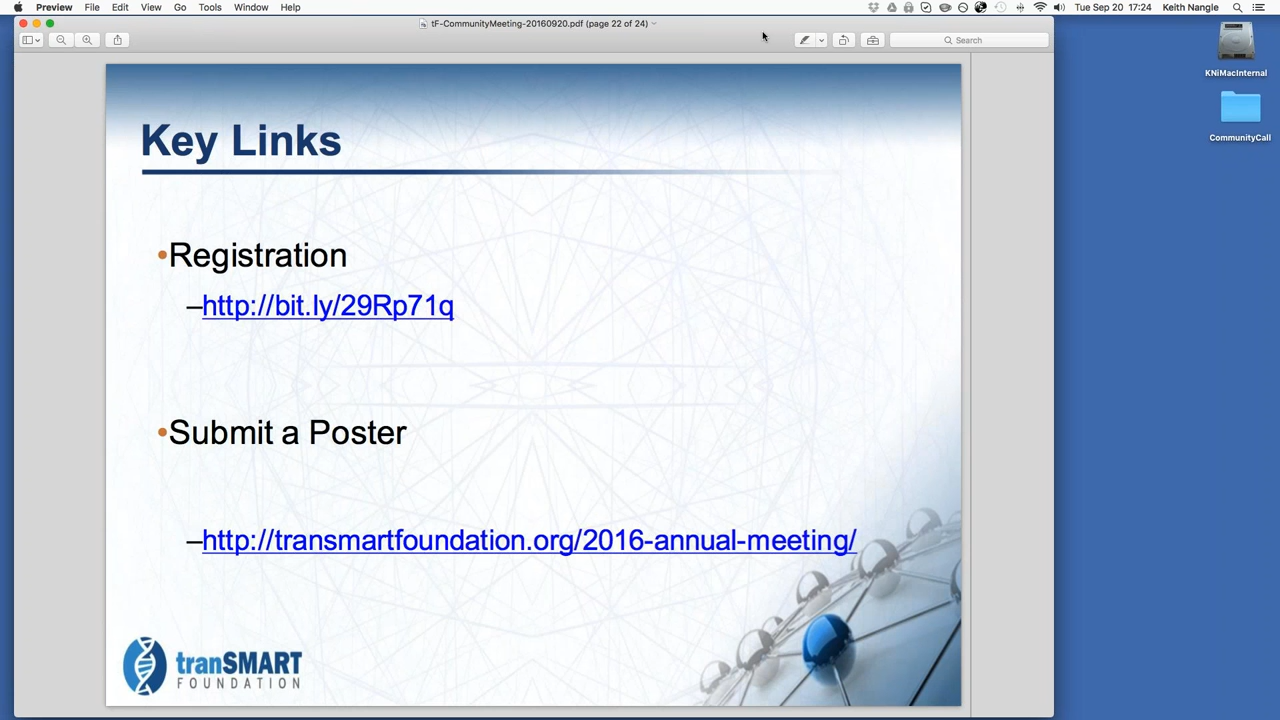 Preview File Edit View Go Tools Window Help Tue Sep 20 17:24 Keith Nangle
tF-CommunityMeeting-20160920.pdf (page 22 of 24)
Search
KNiMacInternal
CommunityCall
Key Links
•Registration
–http://bit.ly/29Rp71q
•Submit a Poster
–http://transmartfoundation.org/2016-annual-meeting/
tranSMART
FOUNDATION